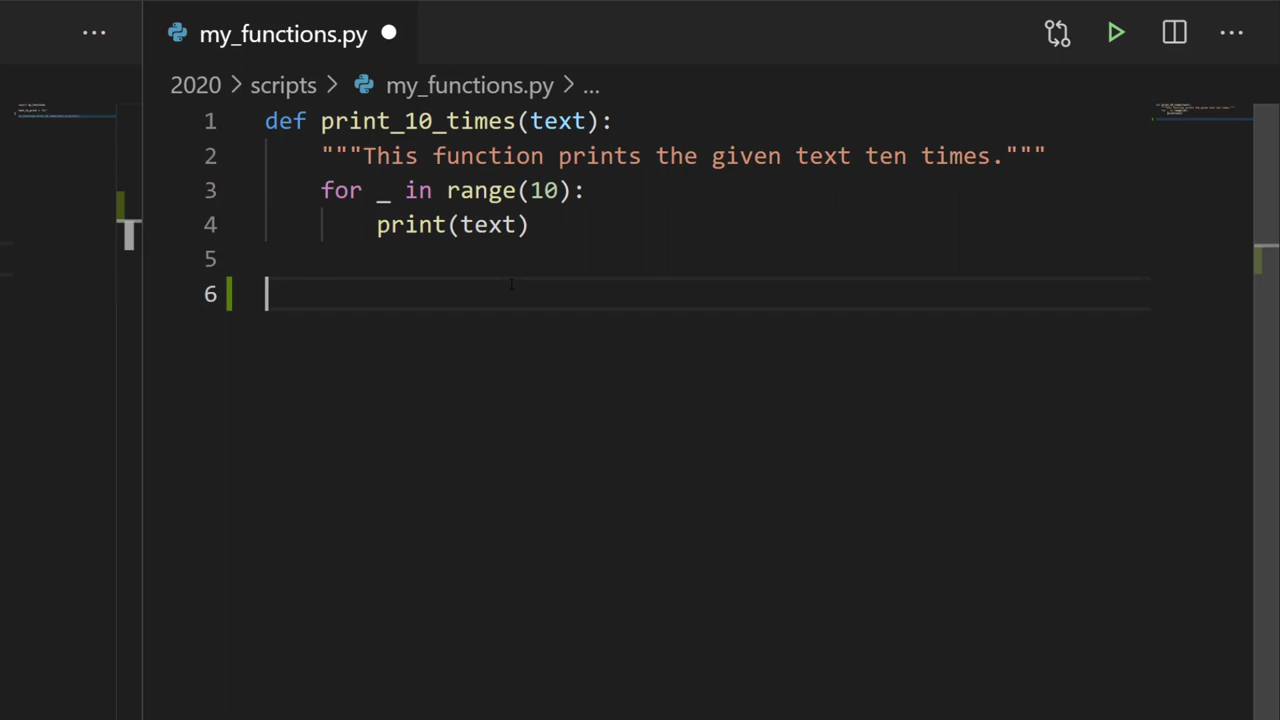 my_functions.py
2020 > scripts > my_functions.py > ...
1 def print_10_times(text):
2     """This function prints the given text ten times."""
3     for _ in range(10):
4         print(text)
5
6
T